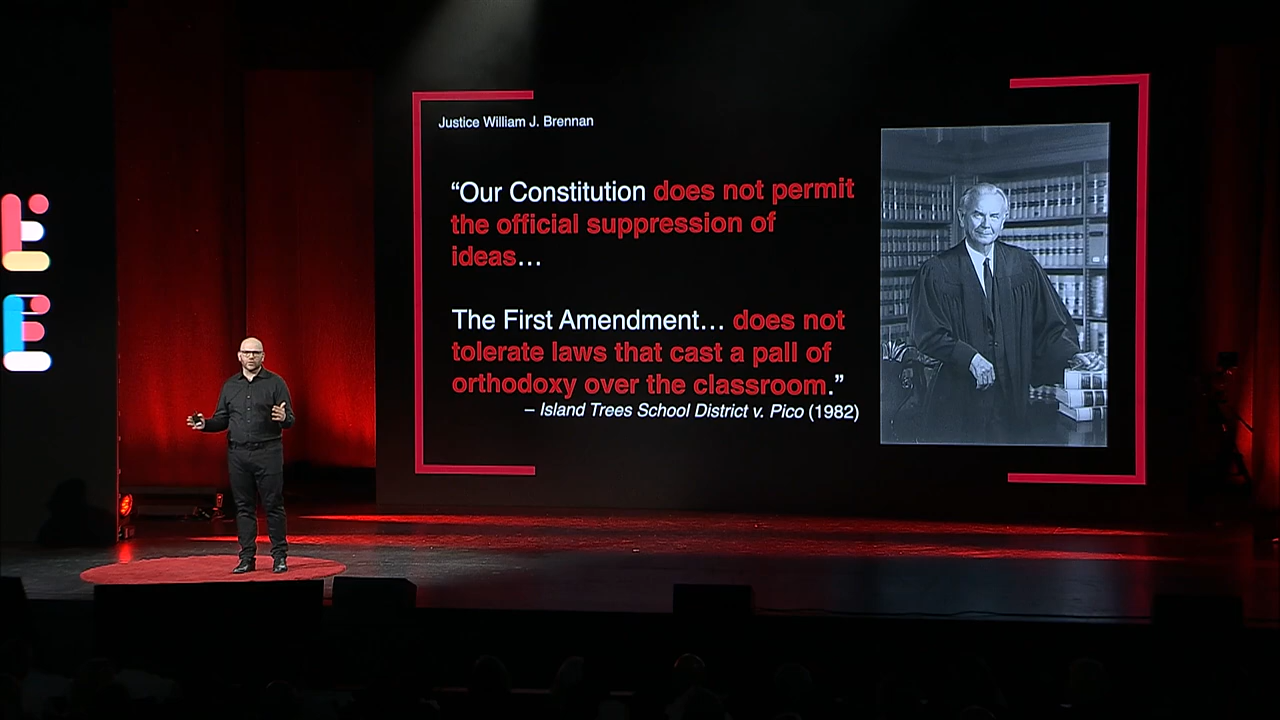 Justice William J. Brennan
“Our Constitution does not permit
the official suppression of
ideas…
The First Amendment… does not
tolerate laws that cast a pall of
orthodoxy over the classroom.”
– Island Trees School District v. Pico (1982)
E
E